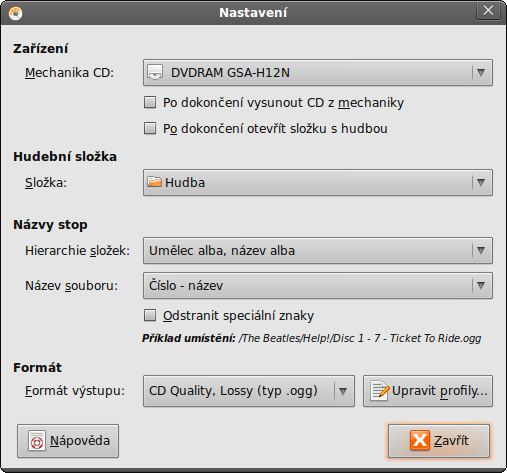 Nastavení
Zařízení
Mechanika CD: DVDRAM GSA-H12N
Po dokončení vysunout CD z mechaniky
Po dokončení otevřít složku s hudbou
Hudební složka
Složka: Hudba
Názvy stop
Hierarchie složek: Umělec alba, název alba
Název souboru: Číslo - název
Odstranit speciální znaky
Příklad umístění: /The Beatles/Help!/Disc 1 - 7 - Ticket To Ride.ogg
Formát
Formát výstupu: CD Quality, Lossy (typ .ogg) Upravit profily...
Nápověda Zavřít